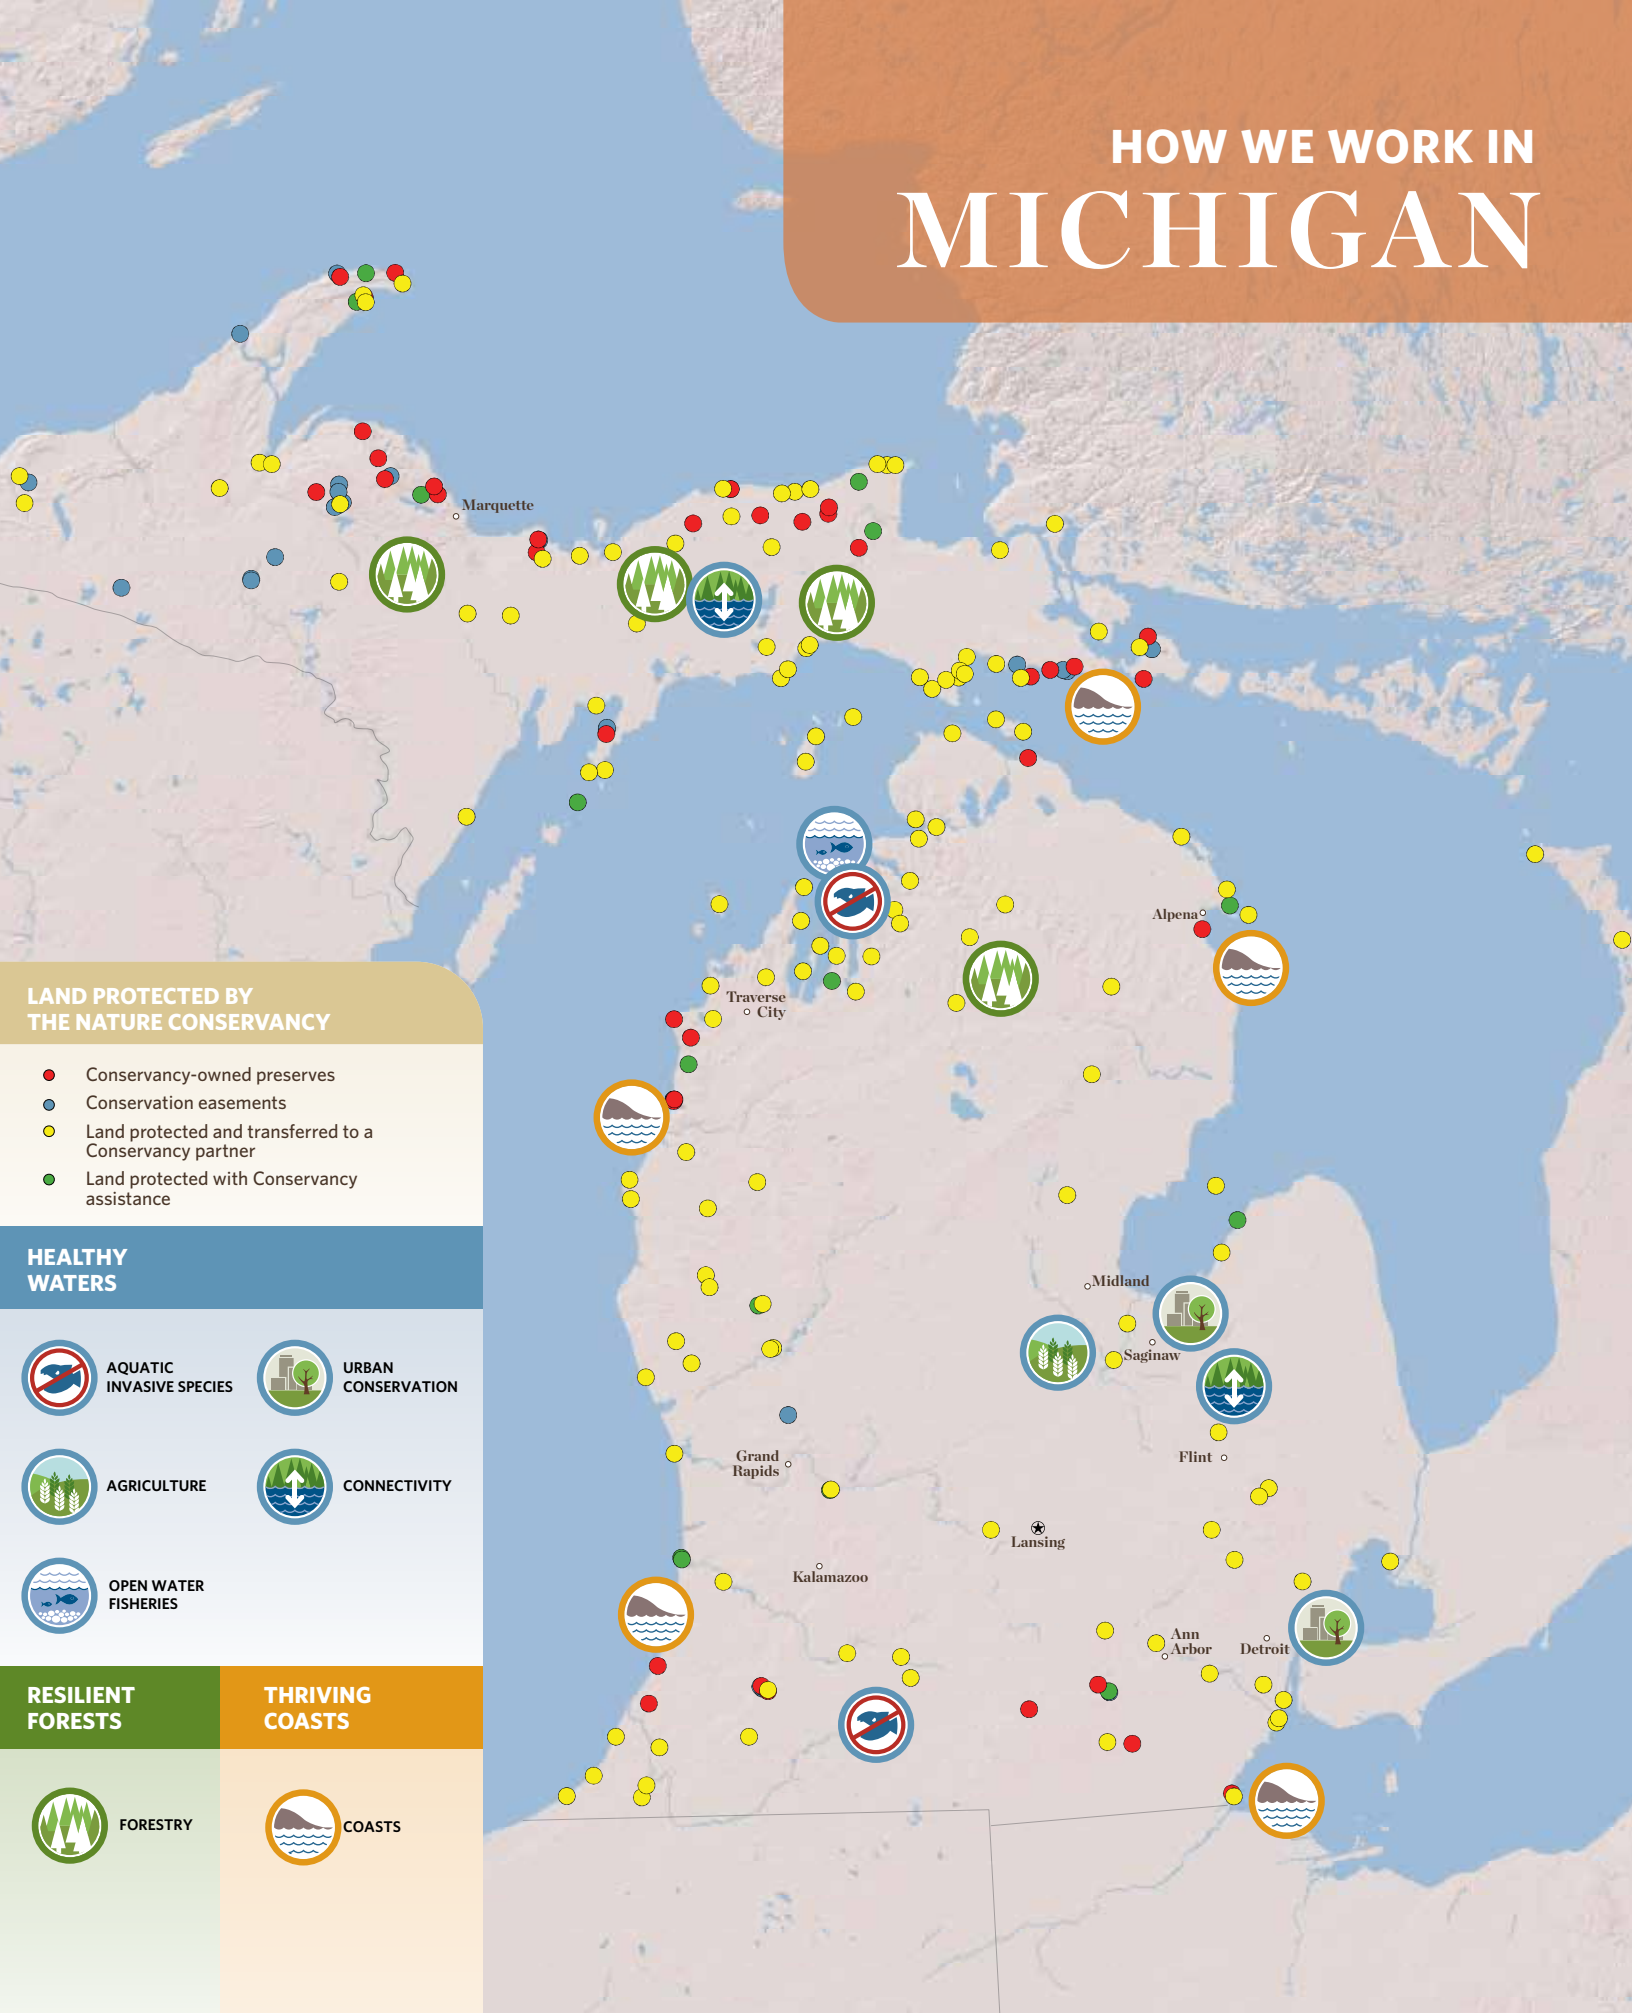 HOW WE WORK IN
MICHIGAN
Marquette
Alpena
Traverse
City
LAND PROTECTED BY
THE NATURE CONSERVANCY
Conservancy-owned preserves
Conservation easements
Land protected and transferred to a
Conservancy partner
Land protected with Conservancy
assistance
HEALTHY
WATERS
AQUATIC
INVASIVE SPECIES
URBAN
CONSERVATION
AGRICULTURE
CONNECTIVITY
OPEN WATER
FISHERIES
RESILIENT
FORESTS
THRIVING
COASTS
FORESTRY
COASTS
Midland
Saginaw
Flint
Grand
Rapids
Lansing
Kalamazoo
Ann
Arbor
Detroit